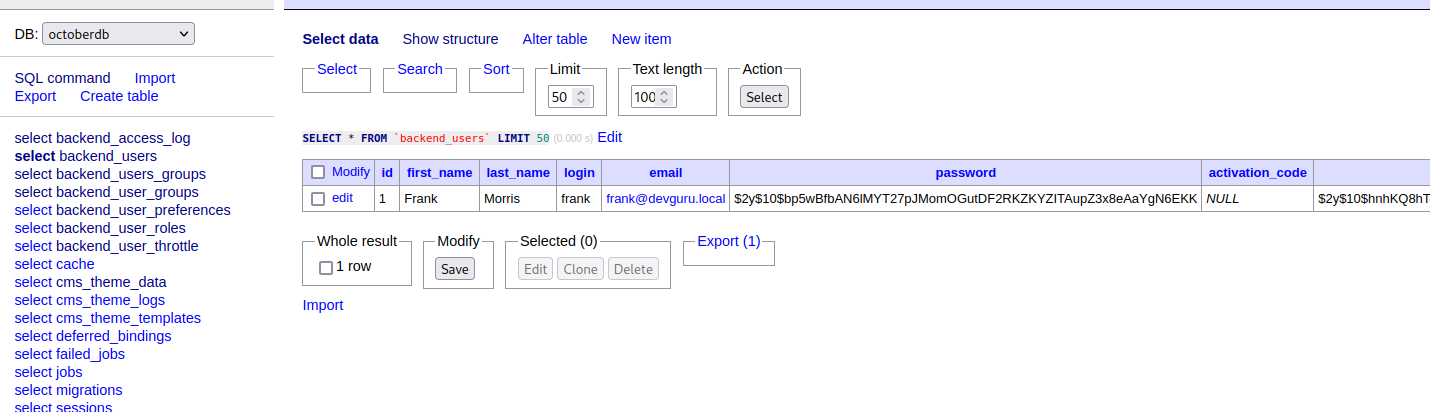 DB: octoberdb
SQL command Import
Export Create table
select backend_access_log
select backend_users
select backend_users_groups
select backend_user_groups
select backend_user_preferences
select backend_user_roles
select backend_user_throttle
select cache
select cms_theme_data
select cms_theme_logs
select cms_theme_templates
select deferred_bindings
select failed_jobs
select jobs
select migrations
select sessions
Select data Show structure Alter table New item
Select Search Sort Limit Text length Action
50 100 Select
SELECT * FROM `backend_users` LIMIT 50 (0.000 s) Edit
Modify id first_name last_name login email password activation_code
edit 1 Frank Morris frank frank@devguru.local $2y$10$bp5wBfbAN6lMYT27pJMomOGutDF2RKZKYZITAupZ3x8eAaYgN6EKK NULL $2y$10$hnhKQ8hT
Whole result Modify Selected (0) Export (1)
1 row Save Edit Clone Delete
Import